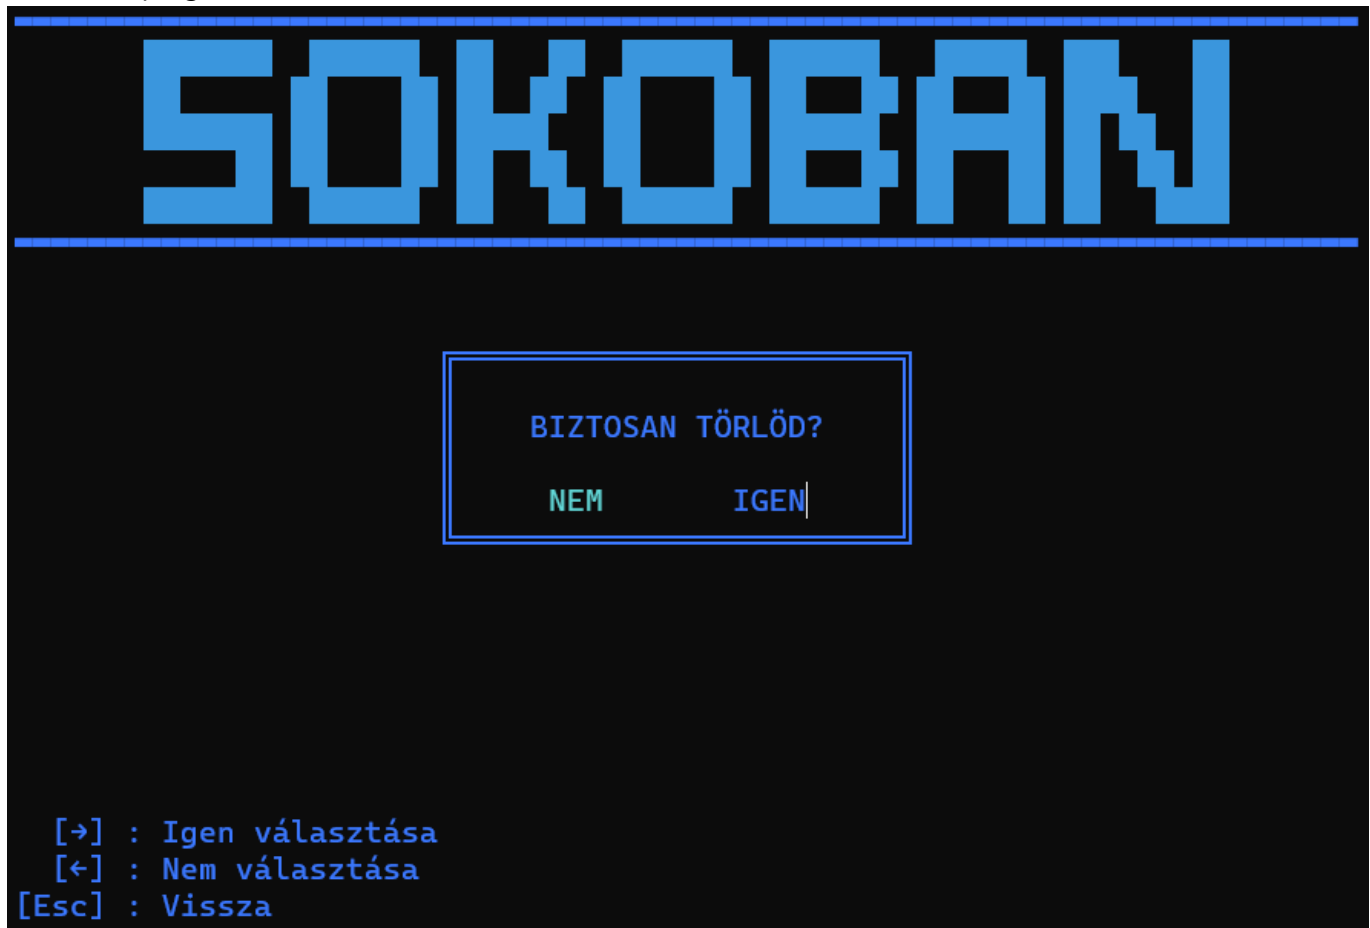 SOKOBAN
BIZTOSAN TÖRLÖD?
NEM IGEN
[→] : Igen választása
[←] : Nem választása
[Esc] : Vissza